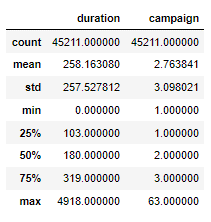 duration campaign
count 45211.000000 45211.000000
mean 258.163080 2.763841
std 257.527812 3.098021
min 0.000000 1.000000
25% 103.000000 1.000000
50% 180.000000 2.000000
75% 319.000000 3.000000
max 4918.000000 63.000000